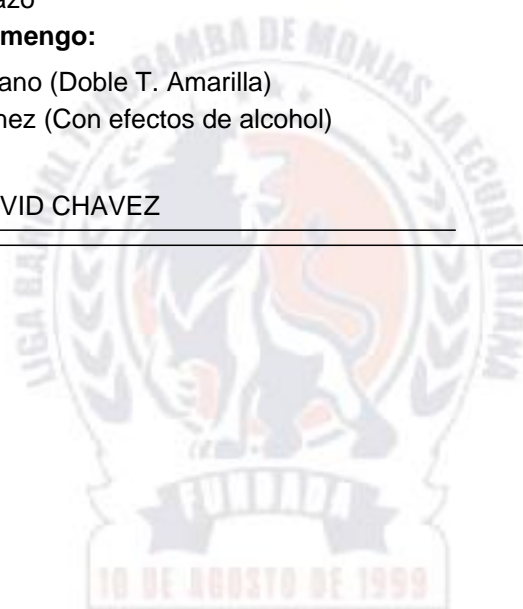 azo
mengo:
ano (Doble T. Amarilla)
nez (Con efectos de alcohol)
VID CHAVEZ
LIGA BARRIAL TURUBAMBA DE MONJAS LA ECUATORIANA
FUNDADA
10 DE AGOSTO DE 1999